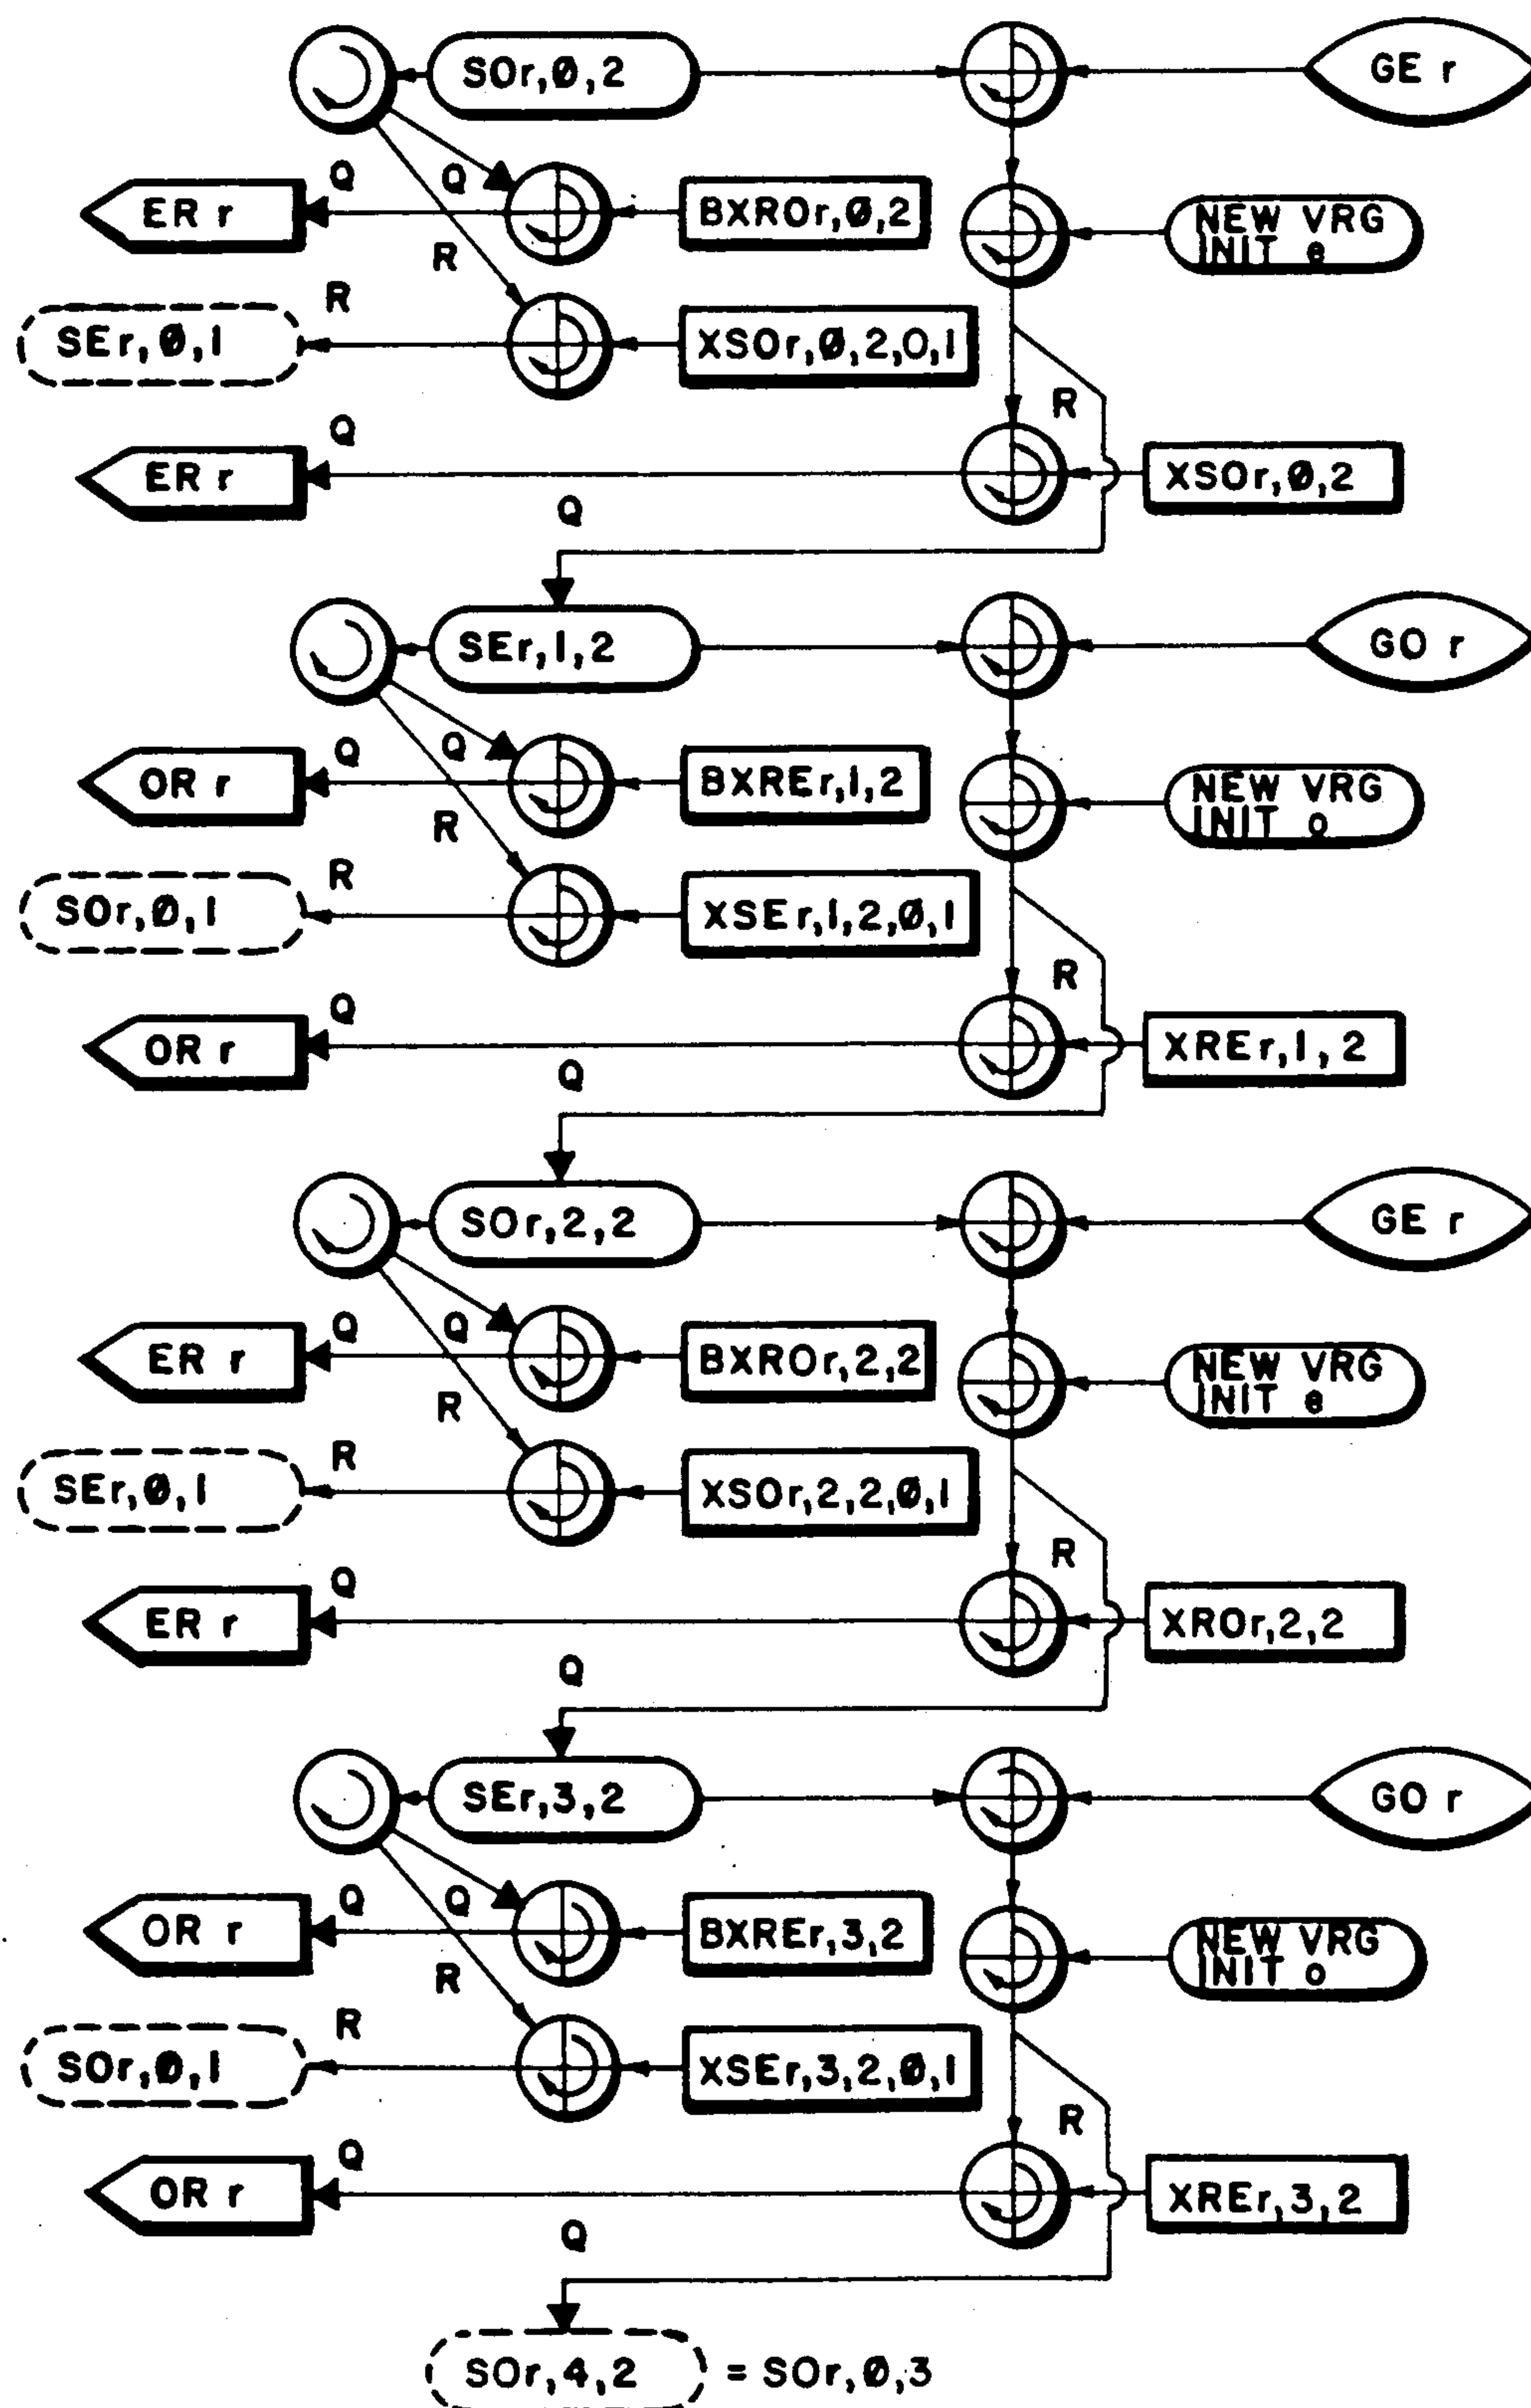 SOr,Ø,2
GE r
Q
Q
ER r
BXROr,Ø,2
NEW VRG
INIT e
R
R
SEr,Ø,1
XSOr,Ø,2,0,1
R
Q
ER r
XSOr,Ø,2
Q
SEr,1,2
GO r
Q
Q
OR r
BXREr,1,2
NEW VRG
INIT o
R
R
SOr,Ø,1
XSEr,1,2,Ø,1
R
Q
OR r
XREr,1,2
Q
SOr,2,2
GE r
Q
Q
ER r
BXROr,2,2
NEW VRG
INIT e
R
R
SEr,Ø,1
XSOr,2,2,Ø,1
R
Q
ER r
XROr,2,2
Q
SEr,3,2
GO r
Q
Q
OR r
BXREr,3,2
NEW VRG
INIT o
R
R
SOr,Ø,1
XSEr,3,2,Ø,1
R
Q
OR r
XREr,3,2
Q
SOr,4,2 = SOr,Ø,3